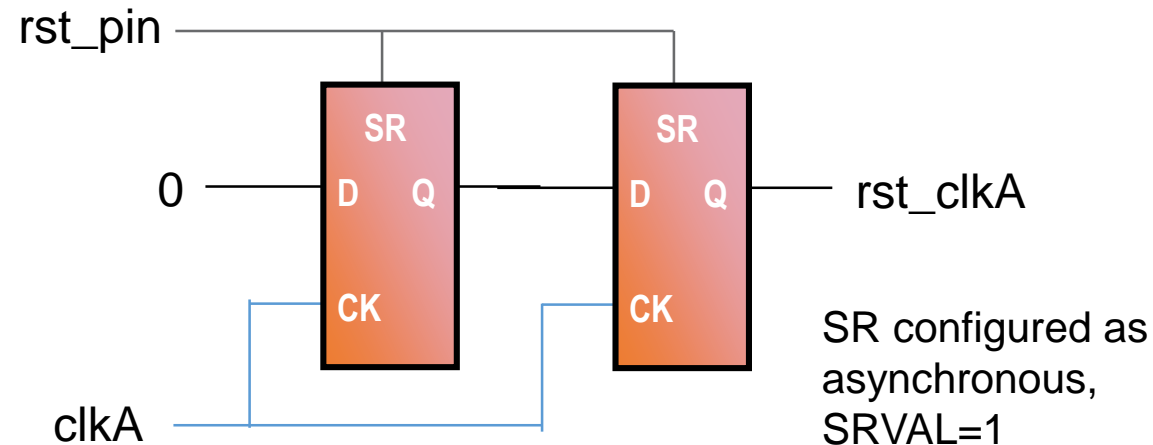 rst_pin
SR
SR
0
D
Q
D
Q
rst_clkA
CK
CK
SR configured as
asynchronous,
SRVAL=1
clkA